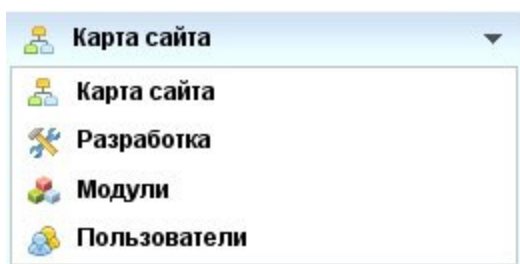 Карта сайта
Карта сайта
Разработка
Модули
Пользователи